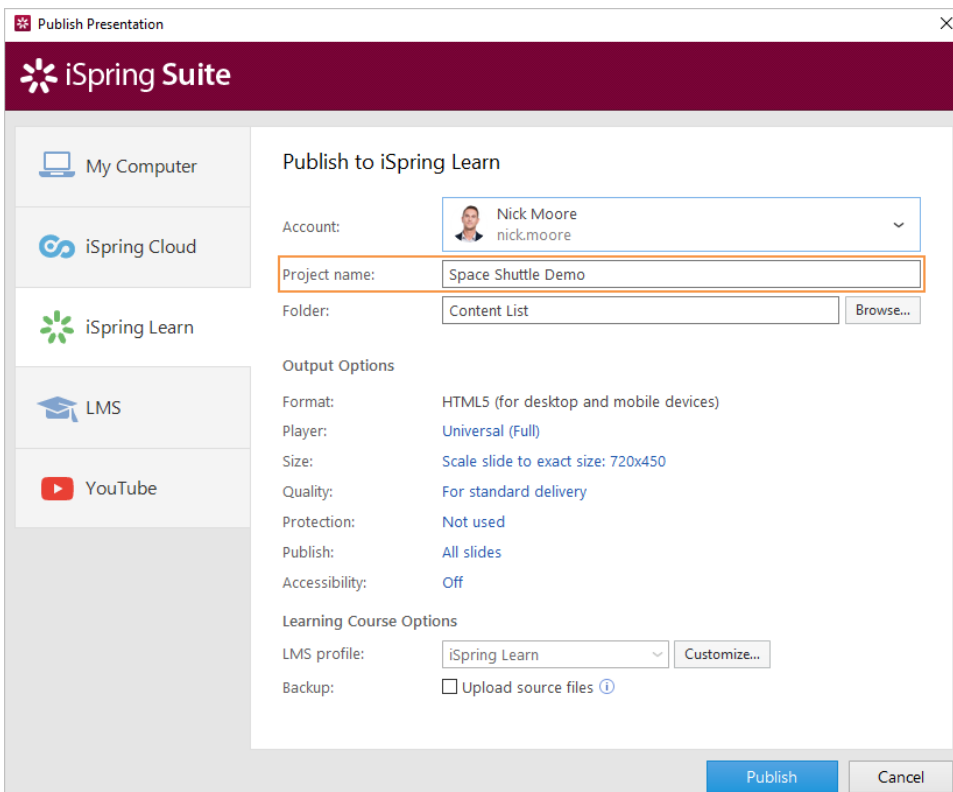 Publish Presentation
iSpring Suite
My Computer
iSpring Cloud
iSpring Learn
LMS
YouTube
Publish to iSpring Learn
Account:
Nick Moore
nick.moore
Project name: Space Shuttle Demo
Folder: Content List Browse...
Output Options
Format: HTML5 (for desktop and mobile devices)
Player: Universal (Full)
Size: Scale slide to exact size: 720x450
Quality: For standard delivery
Protection: Not used
Publish: All slides
Accessibility: Off
Learning Course Options
LMS profile: iSpring Learn Customize...
Backup: Upload source files
Publish Cancel